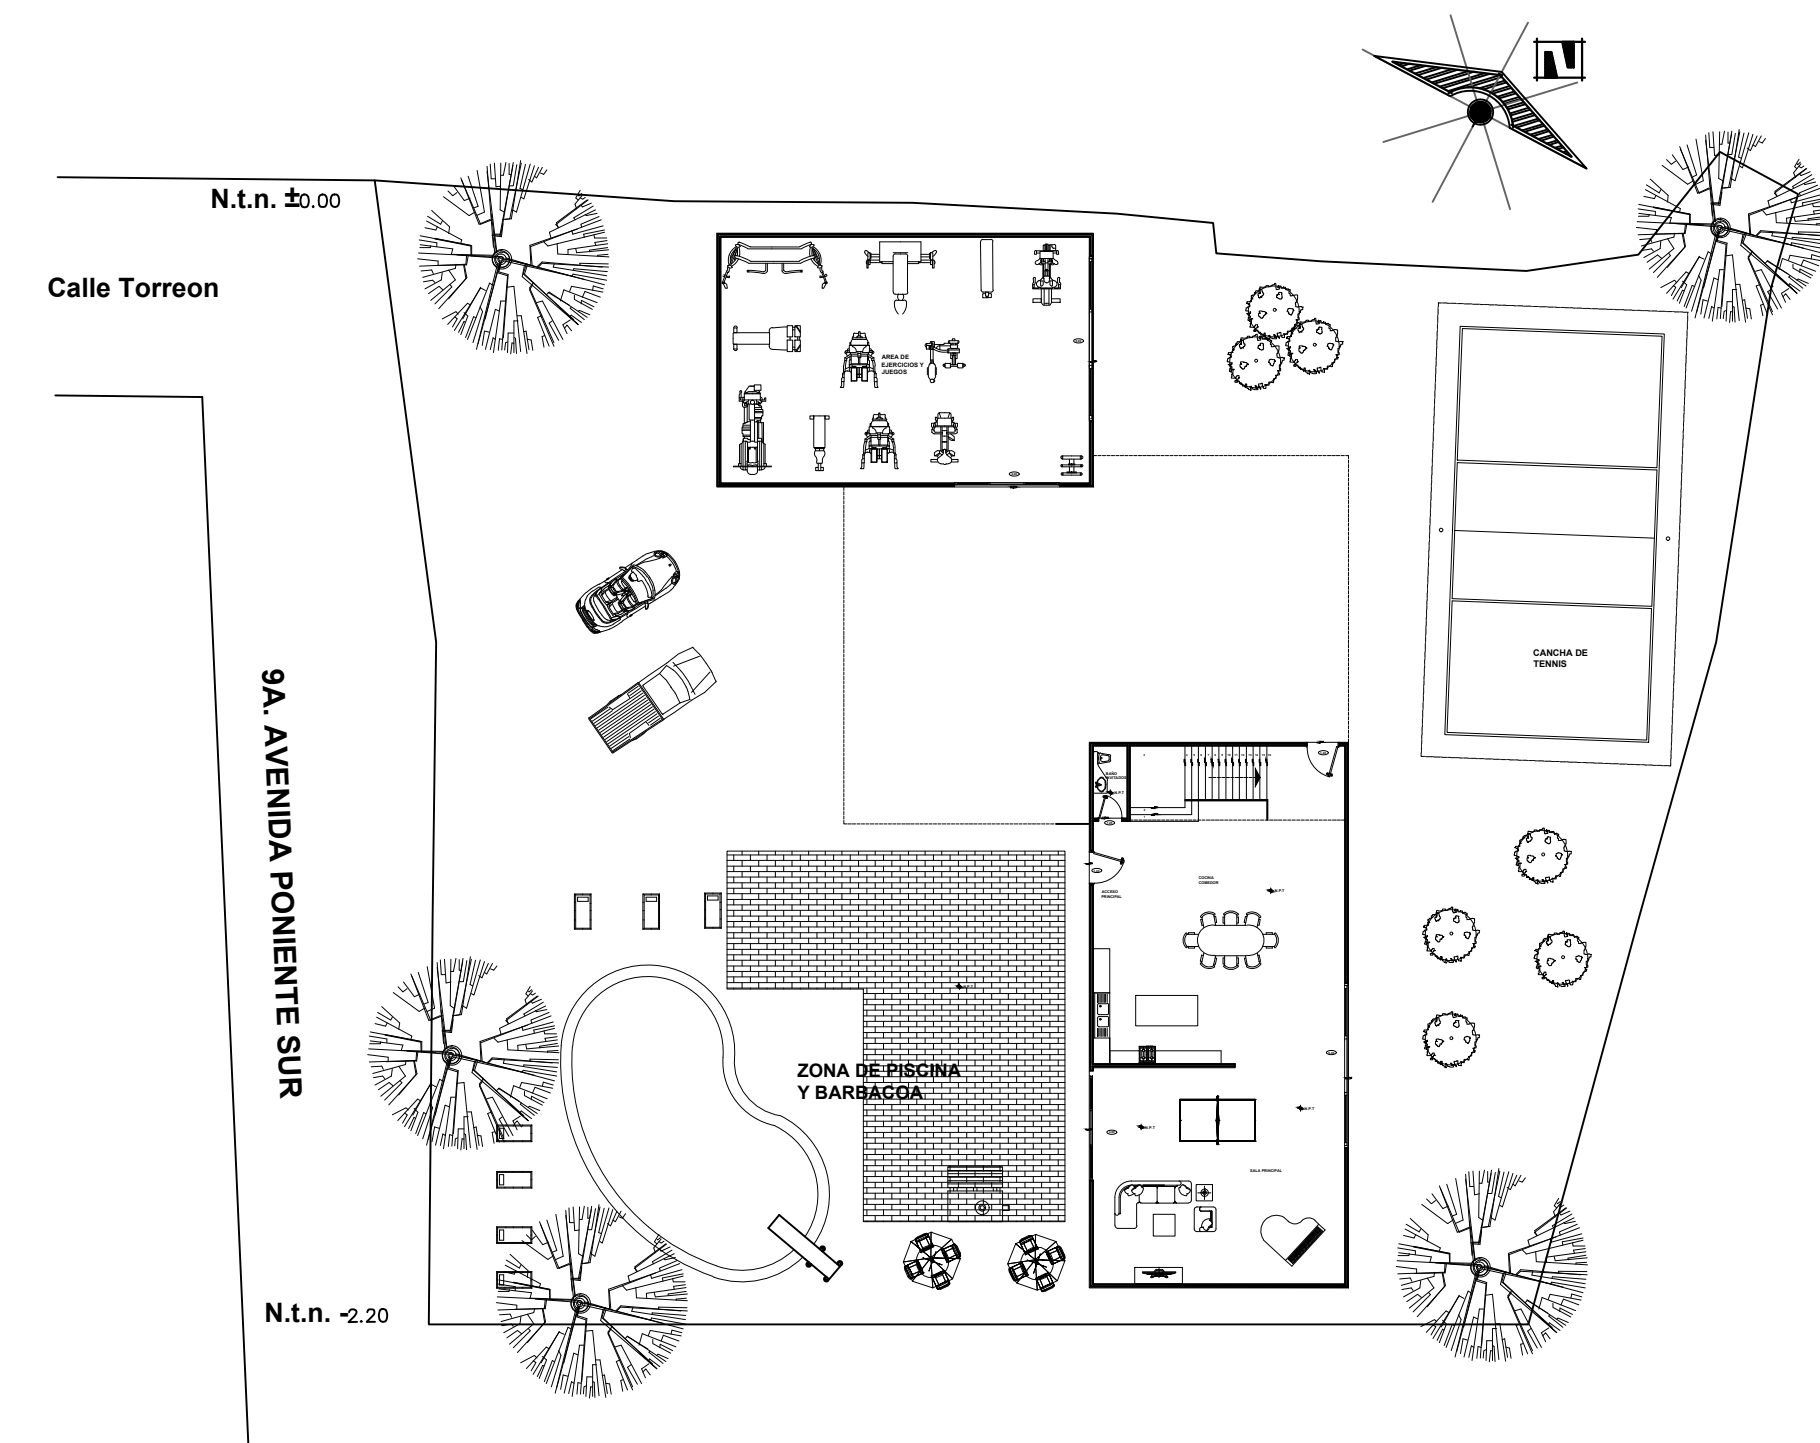 N.t.n. ±0.00
Calle Torreon
AREA DE
EJERCICIOS Y
JUEGOS
9A. AVENIDA PONIENTE SUR
CANCHA DE
TENNIS
BAÑO
N.P.T
COCINA
COMEDOR
N.P.T
ACCESO
PRINCIPAL
N.P.T
ZONA DE PISCINA
Y BARBACOA
N.P.T
N.P.T
SALA PRINCIPAL
N.t.n. -2.20